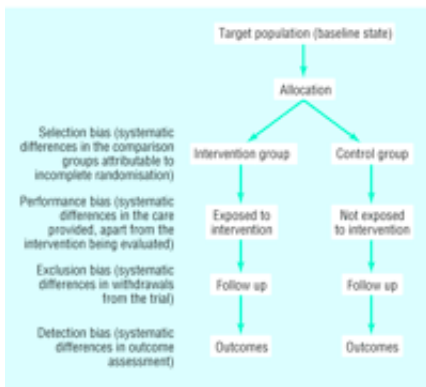 Target population (baseline state)
Allocation
Selection bias (systematic
differences in the comparison
groups attributable to
incomplete randomisation)
Intervention group
Control group
Performance bias (systematic
differences in the care
provided, apart from the
intervention being evaluated)
Exposed to
intervention
Not exposed
to intervention
Exclusion bias (systematic
differences in withdrawals
from the trial)
Follow up
Follow up
Detection bias (systematic
differences in outcome
assessment)
Outcomes
Outcomes